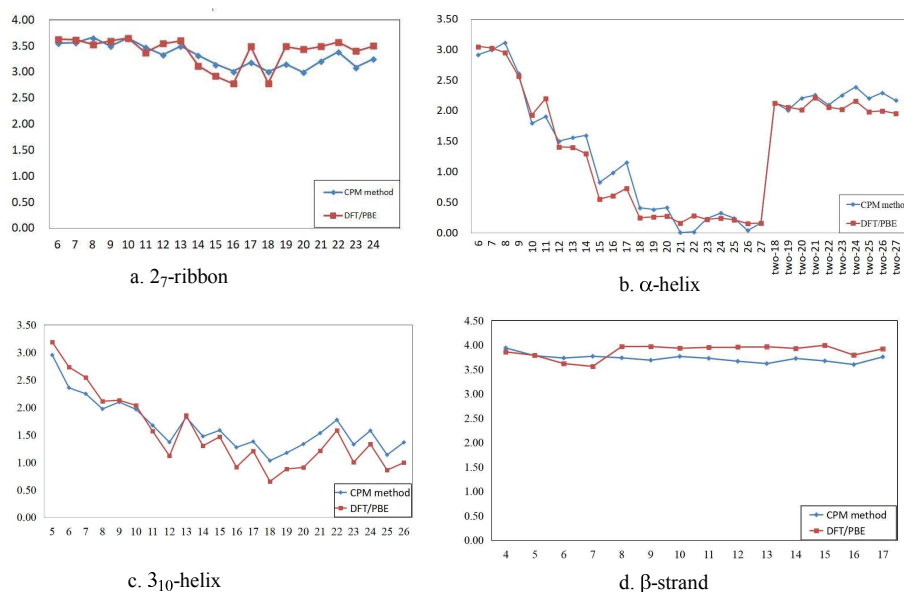 4.00
3.50
3.00
2.50
2.00
1.50
1.00
0.50
0.00
CPM method
DFT/PBE
6 7 8 9 10 11 12 13 14 15 16 17 18 19 20 21 22 23 24
a. 2₇-ribbon
3.50
3.00
2.50
2.00
1.50
1.00
0.50
0.00
CPM method
DFT/PBE
6 7 8 9 10 11 12 13 14 15 16 17 18 19 20 21 22 23 24 25 26 27 two-18 two-19 two-20 two-21 two-22 two-23 two-24 two-25 two-26 two-27
b. α-helix
3.50
3.00
2.50
2.00
1.50
1.00
0.50
0.00
CPM method
DFT/PBE
5 6 7 8 9 10 11 12 13 14 15 16 17 18 19 20 21 22 23 24 25 26
c. 3₁₀-helix
4.50
4.00
3.50
3.00
2.50
2.00
1.50
1.00
0.50
0.00
CPM method
DFT/PBE
4 5 6 7 8 9 10 11 12 13 14 15 16 17
d. β-strand